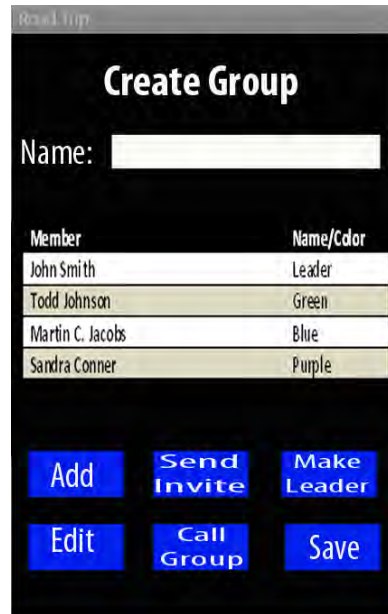 Road Trip
Create Group
Name:
Member Name/Color
John Smith Leader
Todd Johnson Green
Martin C. Jacobs Blue
Sandra Conner Purple
Add Send Invite Make Leader
Edit Call Group Save